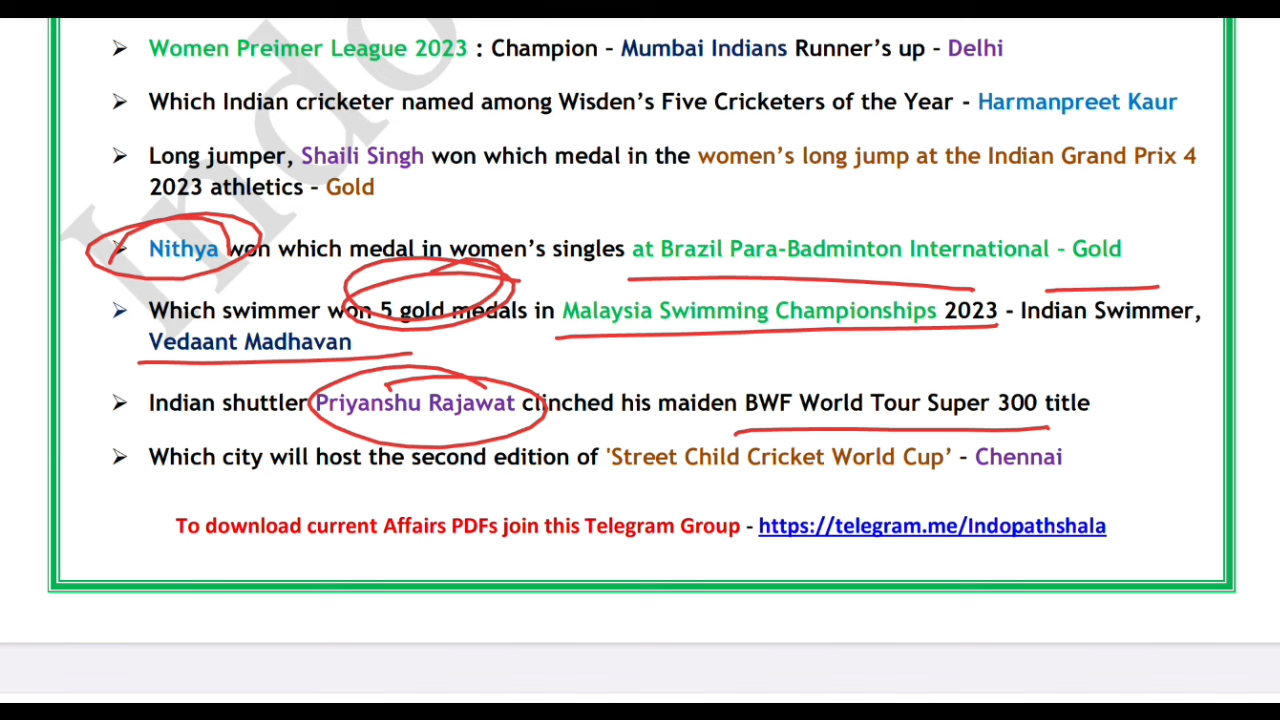 ➢ Women Preimer League 2023 : Champion – Mumbai Indians Runner's up - Delhi
➢ Which Indian cricketer named among Wisden's Five Cricketers of the Year - Harmanpreet Kaur
➢ Long jumper, Shaili Singh won which medal in the women's long jump at the Indian Grand Prix 4
2023 athletics – Gold
➢ Nithya won which medal in women's singles at Brazil Para-Badminton International – Gold
➢ Which swimmer won 5 gold medals in Malaysia Swimming Championships 2023 - Indian Swimmer,
Vedaant Madhavan
➢ Indian shuttler Priyanshu Rajawat clinched his maiden BWF World Tour Super 300 title
➢ Which city will host the second edition of 'Street Child Cricket World Cup' – Chennai
To download current Affairs PDFs join this Telegram Group - https://telegram.me/Indopathshala
Indo